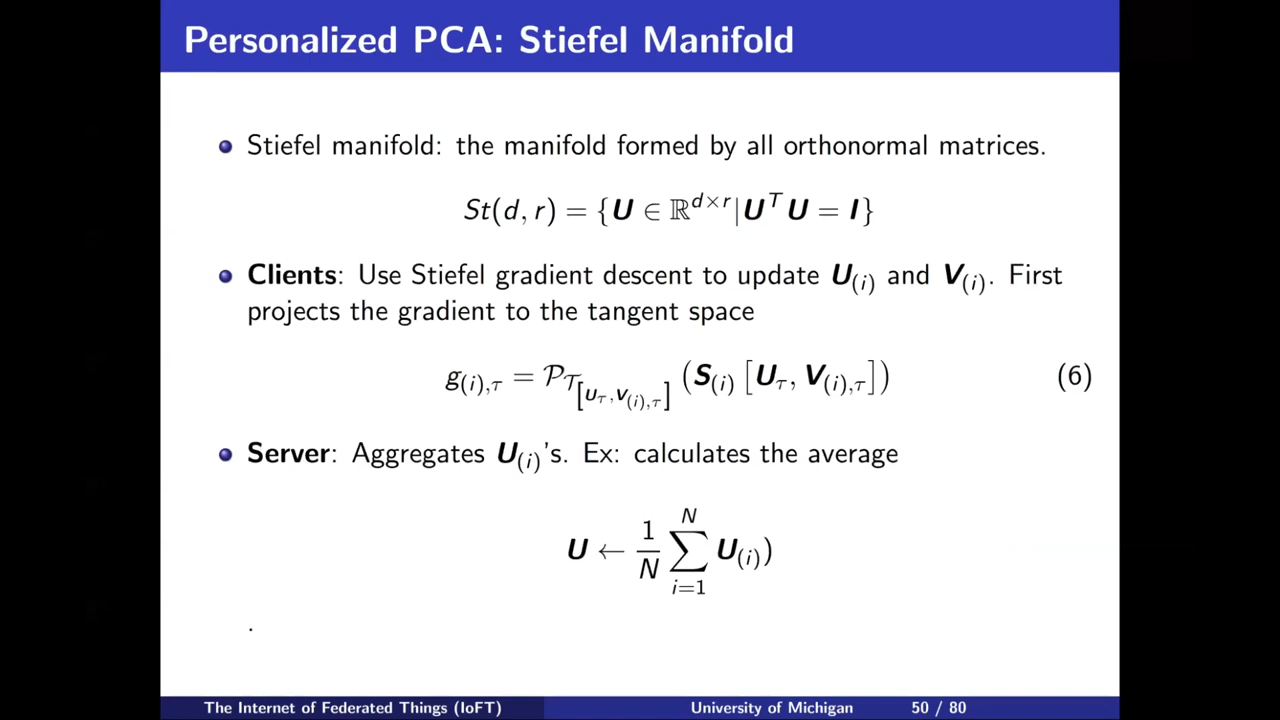 Personalized PCA: Stiefel Manifold
Stiefel manifold: the manifold formed by all orthonormal matrices.
St(d, r) = {U ∈ ℝ^{d×r}|U^T U = I}
Clients: Use Stiefel gradient descent to update U_{(i)} and V_{(i)}. First
projects the gradient to the tangent space
g_{(i),τ} = 𝒫_{𝒯_{[U_τ,V_{(i),τ}]}} (S_{(i)} [U_τ, V_{(i),τ}]) (6)
Server: Aggregates U_{(i)}'s. Ex: calculates the average
U ← \frac{1}{N} \sum_{i=1}^{N} U_{(i)})
.
The Internet of Federated Things (IoFT) University of Michigan 50 / 80